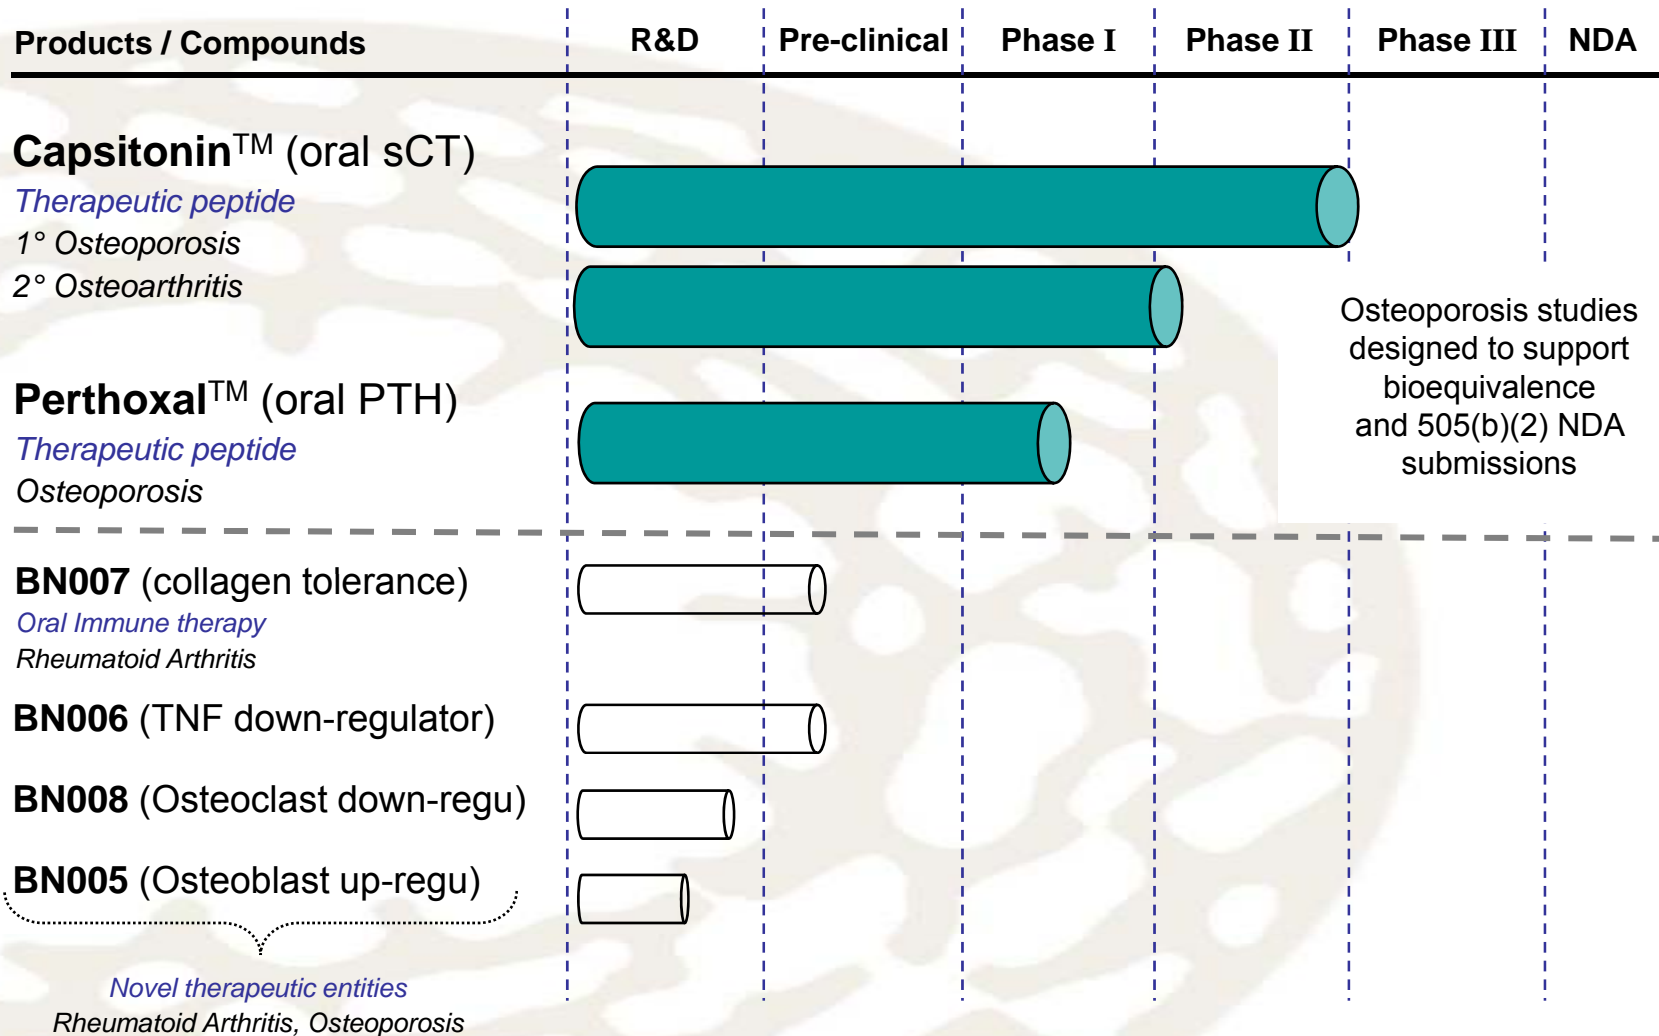 Products / Compounds R&D Pre-clinical Phase I Phase II Phase III NDA
Capsitonin™ (oral sCT)
Therapeutic peptide
1° Osteoporosis
2° Osteoarthritis
Osteoporosis studies
designed to support
bioequivalence
and 505(b)(2) NDA
submissions
Perthoxal™ (oral PTH)
Therapeutic peptide
Osteoporosis
BN007 (collagen tolerance)
Oral Immune therapy
Rheumatoid Arthritis
BN006 (TNF down-regulator)
BN008 (Osteoclast down-regu)
BN005 (Osteoblast up-regu)
Novel therapeutic entities
Rheumatoid Arthritis, Osteoporosis